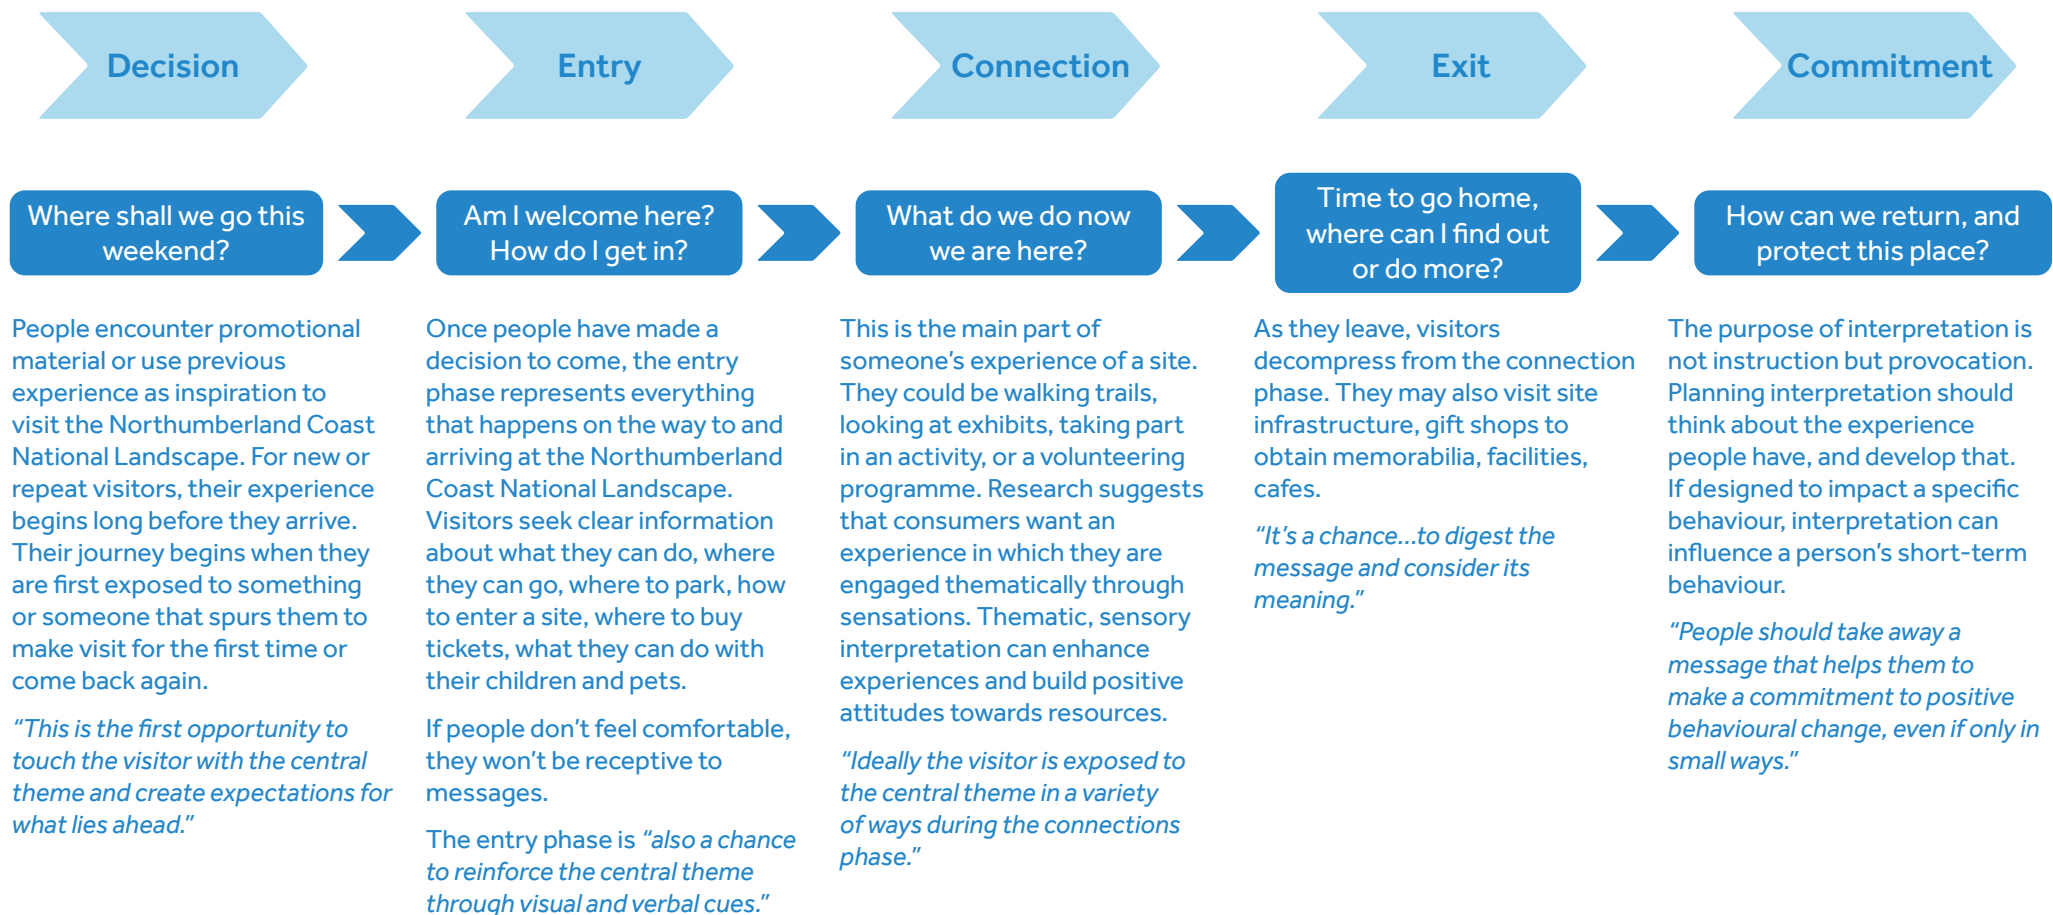 Decision
Entry
Connection
Exit
Commitment
Where shall we go this
weekend?
Am I welcome here?
How do I get in?
What do we do now
we are here?
Time to go home,
where can I find out
or do more?
How can we return, and
protect this place?
People encounter promotional
material or use previous
experience as inspiration to
visit the Northumberland Coast
National Landscape. For new or
repeat visitors, their experience
begins long before they arrive.
Their journey begins when they
are first exposed to something
or someone that spurs them to
make visit for the first time or
come back again.
“This is the first opportunity to
touch the visitor with the central
theme and create expectations for
what lies ahead.”
Once people have made a
decision to come, the entry
phase represents everything
that happens on the way to and
arriving at the Northumberland
Coast National Landscape.
Visitors seek clear information
about what they can do, where
they can go, where to park, how
to enter a site, where to buy
tickets, what they can do with
their children and pets.
If people don’t feel comfortable,
they won’t be receptive to
messages.
The entry phase is “also a chance
to reinforce the central theme
through visual and verbal cues.”
This is the main part of
someone’s experience of a site.
They could be walking trails,
looking at exhibits, taking part
in an activity, or a volunteering
programme. Research suggests
that consumers want an
experience in which they are
engaged thematically through
sensations. Thematic, sensory
interpretation can enhance
experiences and build positive
attitudes towards resources.
“Ideally the visitor is exposed to
the central theme in a variety
of ways during the connections
phase.”
As they leave, visitors
decompress from the connection
phase. They may also visit site
infrastructure, gift shops to
obtain memorabilia, facilities,
cafes.
“It’s a chance...to digest the
message and consider its
meaning.”
The purpose of interpretation is
not instruction but provocation.
Planning interpretation should
think about the experience
people have, and develop that.
If designed to impact a specific
behaviour, interpretation can
influence a person’s short-term
behaviour.
“People should take away a
message that helps them to
make a commitment to positive
behavioural change, even if only in
small ways.”